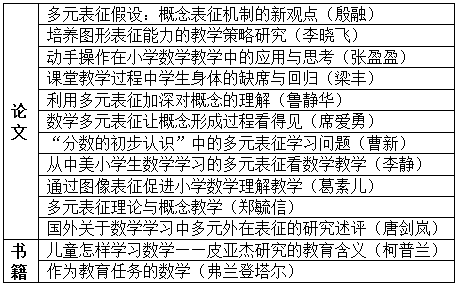 论文
多元表征假设：概念表征机制的新观点（殷融）
培养图形表征能力的教学策略研究（李晓飞）
动手操作在小学数学教学中的应用与思考（张盈盈）
课堂教学过程中学生身体的缺席与回归（梁丰）
利用多元表征加深对概念的理解（鲁静华）
数学多元表征让概念形成过程看得见（席爱勇）
“分数的初步认识”中的多元表征学习问题（曹新）
从中美小学生数学学习的多元表征看数学教学（李静）
通过图像表征促进小学数学理解教学（葛素儿）
多元表征理论与概念教学（郑毓信）
国外关于数学学习中多元外在表征的研究述评（唐剑岚）
书籍
儿童怎样学习数学——皮亚杰研究的教育含义（柯普兰）
作为教育任务的数学（弗兰登塔尔）